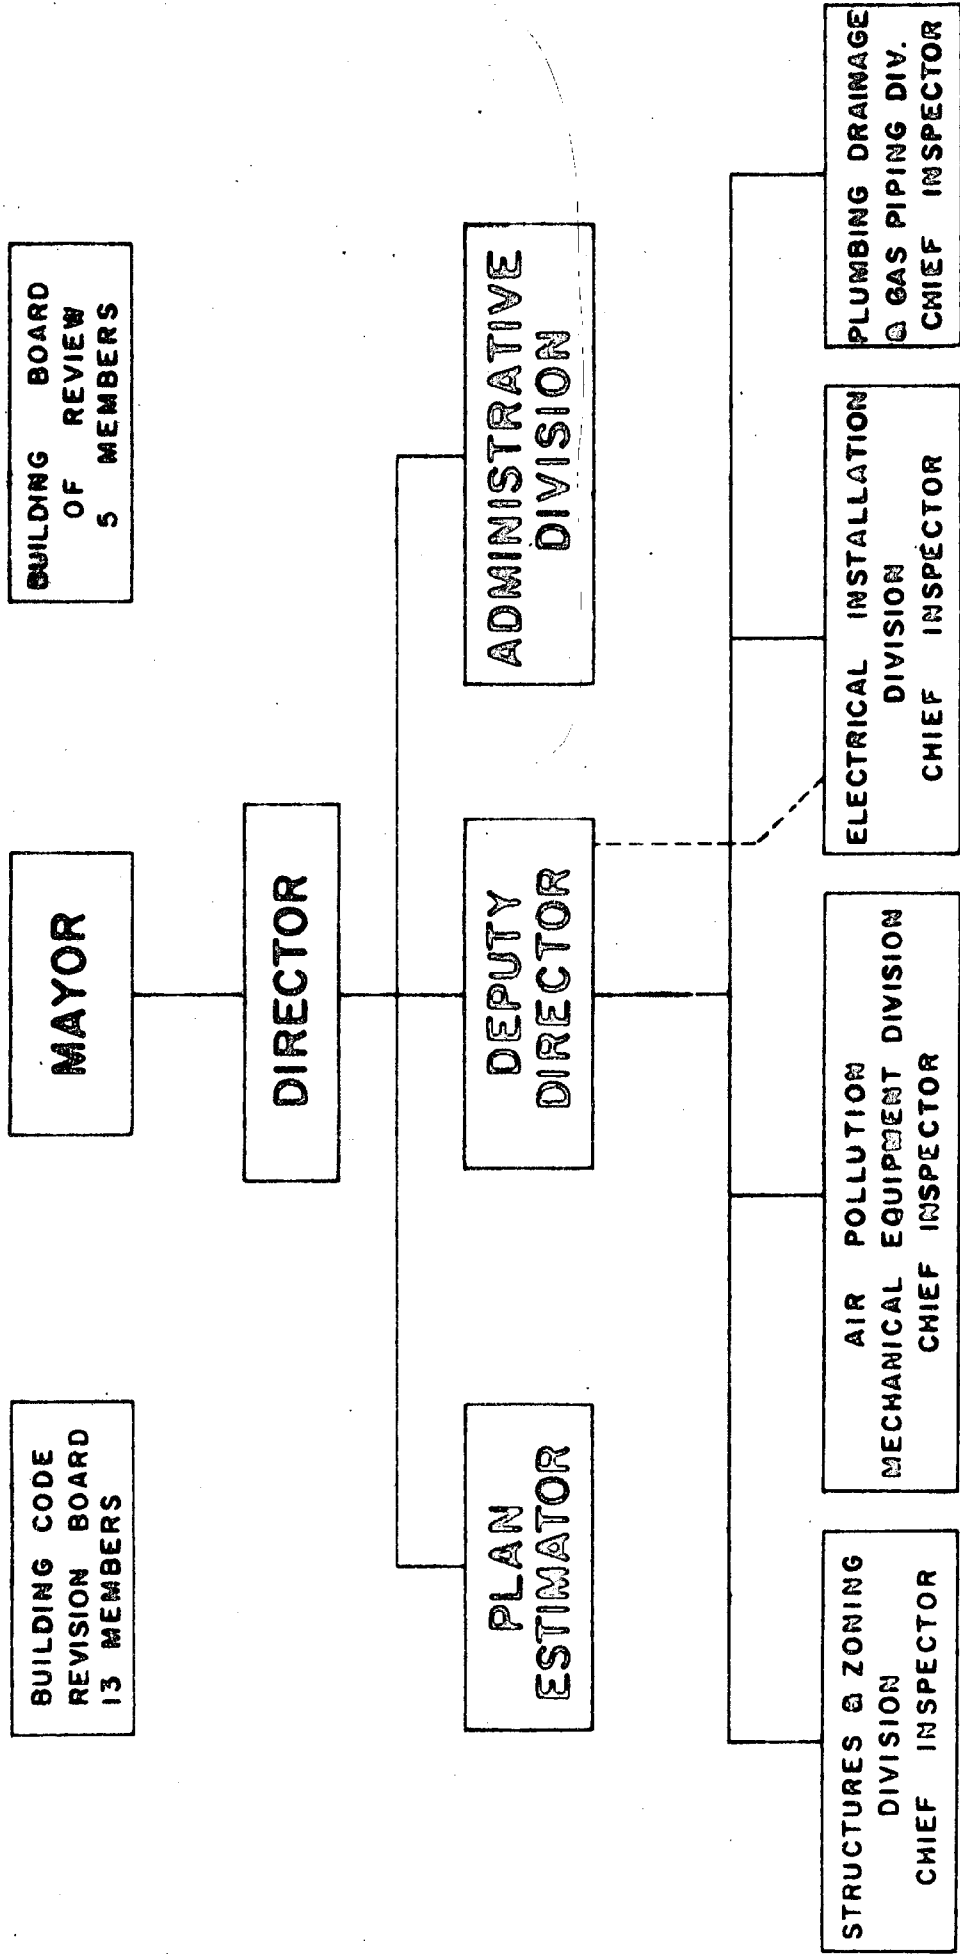 BUILDING CODE
REVISION BOARD
13 MEMBERS
MAYOR
BUILDING BOARD
OF REVIEW
5 MEMBERS
DIRECTOR
PLAN
ESTIMATOR
DEPUTY
DIRECTOR
ADMINISTRATIVE
DIVISION
STRUCTURES & ZONING
DIVISION
CHIEF INSPECTOR
AIR POLLUTION
MECHANICAL EQUIPMENT DIVISION
CHIEF INSPECTOR
ELECTRICAL INSTALLATION
DIVISION
CHIEF INSPECTOR
PLUMBING DRAINAGE
& GAS PIPING DIV.
CHIEF INSPECTOR